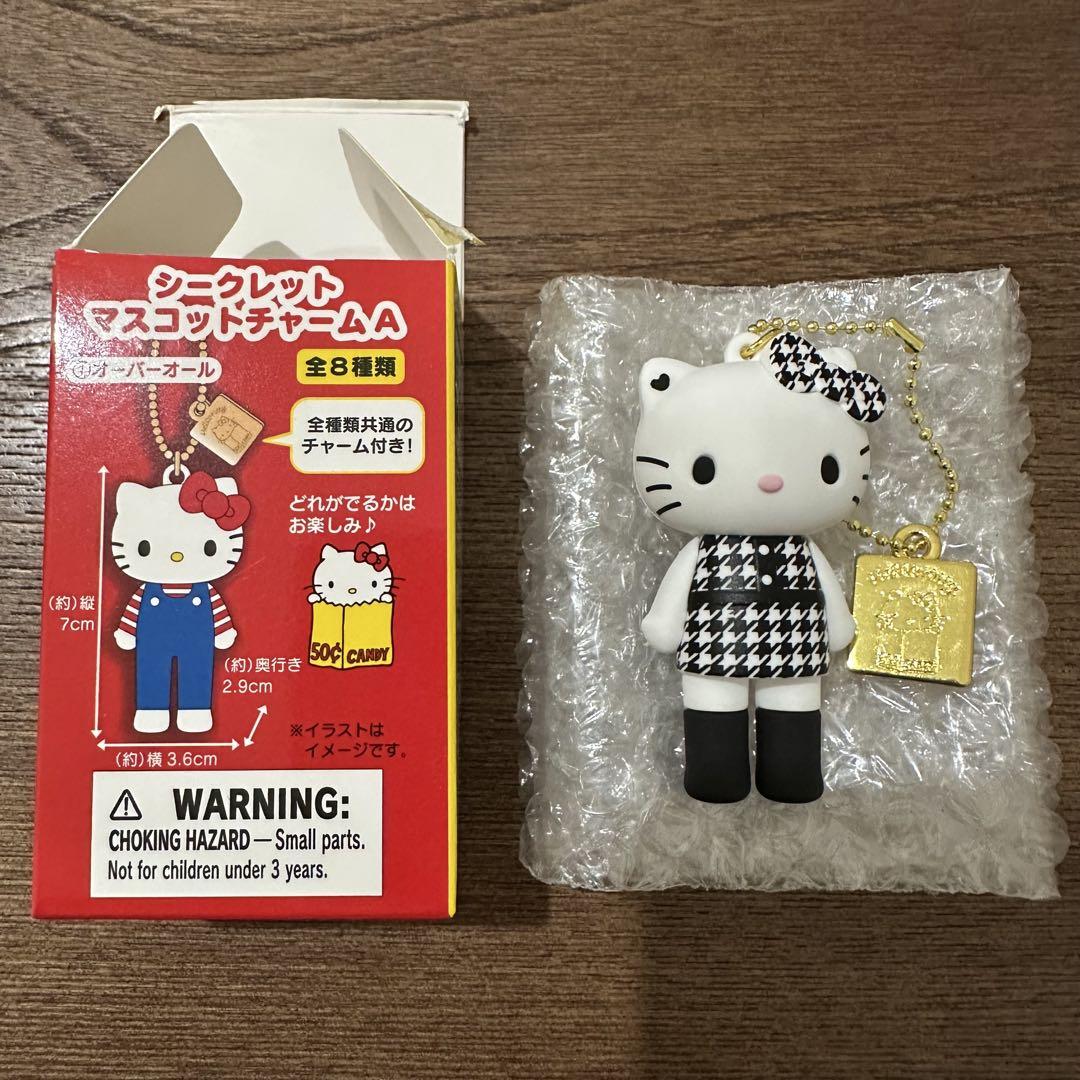 シークレット
マスコットチャームA
①オーバーオール
全8種類
全種類共通の
チャーム付き!
どれがでるかは
お楽しみ♪
(約)縦
7cm
50¢ CANDY
(約)奥行き
2.9cm
(約)横3.6cm
※イラストは
イメージです。
WARNING:
CHOKING HAZARD — Small parts.
Not for children under 3 years.